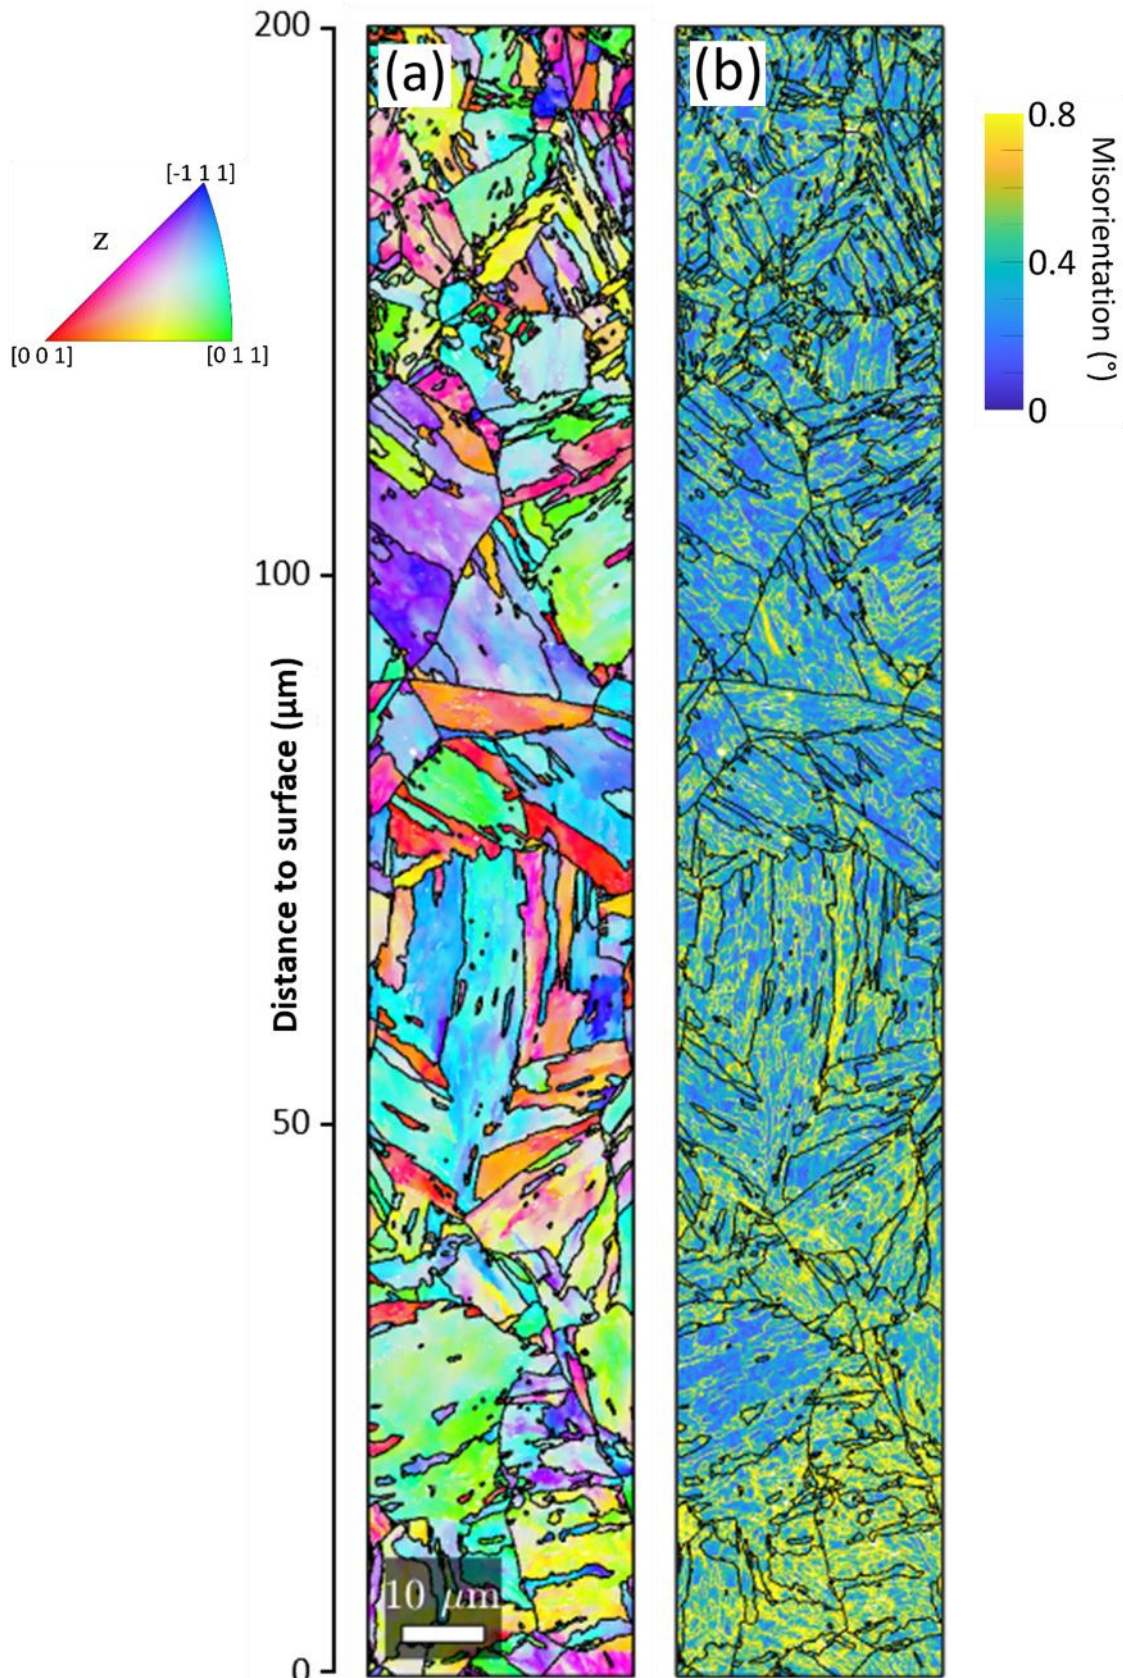 200
(a)
(b)
0.8
0.4
0
Misorientation (°)
[-1 1 1]
z
[0 0 1]
[0 1 1]
100
Distance to surface (µm)
50
10 µm
0